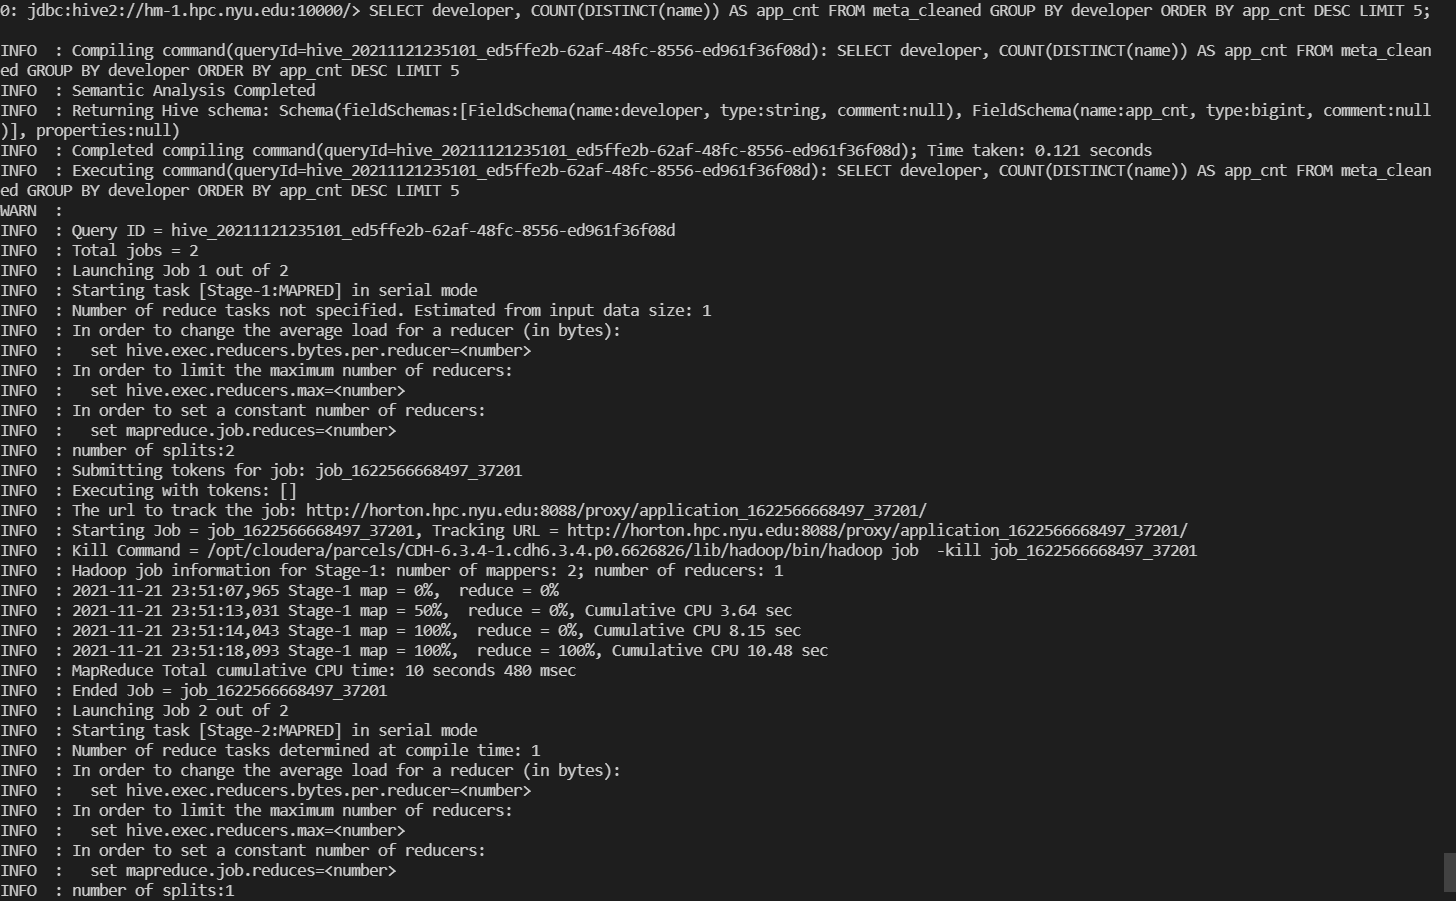 0: jdbc:hive2://hm-1.hpc.nyu.edu:10000/> SELECT developer, COUNT(DISTINCT(name)) AS app_cnt FROM meta_cleaned GROUP BY developer ORDER BY app_cnt DESC LIMIT 5;
INFO  : Compiling command(queryId=hive_20211121235101_ed5ffe2b-62af-48fc-8556-ed961f36f08d): SELECT developer, COUNT(DISTINCT(name)) AS app_cnt FROM meta_clean
ed GROUP BY developer ORDER BY app_cnt DESC LIMIT 5
INFO  : Semantic Analysis Completed
INFO  : Returning Hive schema: Schema(fieldSchemas:[FieldSchema(name:developer, type:string, comment:null), FieldSchema(name:app_cnt, type:bigint, comment:null
)], properties:null)
INFO  : Completed compiling command(queryId=hive_20211121235101_ed5ffe2b-62af-48fc-8556-ed961f36f08d); Time taken: 0.121 seconds
INFO  : Executing command(queryId=hive_20211121235101_ed5ffe2b-62af-48fc-8556-ed961f36f08d): SELECT developer, COUNT(DISTINCT(name)) AS app_cnt FROM meta_clean
ed GROUP BY developer ORDER BY app_cnt DESC LIMIT 5
WARN  :
INFO  : Query ID = hive_20211121235101_ed5ffe2b-62af-48fc-8556-ed961f36f08d
INFO  : Total jobs = 2
INFO  : Launching Job 1 out of 2
INFO  : Starting task [Stage-1:MAPRED] in serial mode
INFO  : Number of reduce tasks not specified. Estimated from input data size: 1
INFO  : In order to change the average load for a reducer (in bytes):
INFO  :   set hive.exec.reducers.bytes.per.reducer=<number>
INFO  : In order to limit the maximum number of reducers:
INFO  :   set hive.exec.reducers.max=<number>
INFO  : In order to set a constant number of reducers:
INFO  :   set mapreduce.job.reduces=<number>
INFO  : number of splits:2
INFO  : Submitting tokens for job: job_1622566668497_37201
INFO  : Executing with tokens: []
INFO  : The url to track the job: http://horton.hpc.nyu.edu:8088/proxy/application_1622566668497_37201/
INFO  : Starting Job = job_1622566668497_37201, Tracking URL = http://horton.hpc.nyu.edu:8088/proxy/application_1622566668497_37201/
INFO  : Kill Command = /opt/cloudera/parcels/CDH-6.3.4-1.cdh6.3.4.p0.6626826/lib/hadoop/bin/hadoop job  -kill job_1622566668497_37201
INFO  : Hadoop job information for Stage-1: number of mappers: 2; number of reducers: 1
INFO  : 2021-11-21 23:51:07,965 Stage-1 map = 0%,  reduce = 0%
INFO  : 2021-11-21 23:51:13,031 Stage-1 map = 50%,  reduce = 0%, Cumulative CPU 3.64 sec
INFO  : 2021-11-21 23:51:14,043 Stage-1 map = 100%,  reduce = 0%, Cumulative CPU 8.15 sec
INFO  : 2021-11-21 23:51:18,093 Stage-1 map = 100%,  reduce = 100%, Cumulative CPU 10.48 sec
INFO  : MapReduce Total cumulative CPU time: 10 seconds 480 msec
INFO  : Ended Job = job_1622566668497_37201
INFO  : Launching Job 2 out of 2
INFO  : Starting task [Stage-2:MAPRED] in serial mode
INFO  : Number of reduce tasks determined at compile time: 1
INFO  : In order to change the average load for a reducer (in bytes):
INFO  :   set hive.exec.reducers.bytes.per.reducer=<number>
INFO  : In order to limit the maximum number of reducers:
INFO  :   set hive.exec.reducers.max=<number>
INFO  : In order to set a constant number of reducers:
INFO  :   set mapreduce.job.reduces=<number>
INFO  : number of splits:1